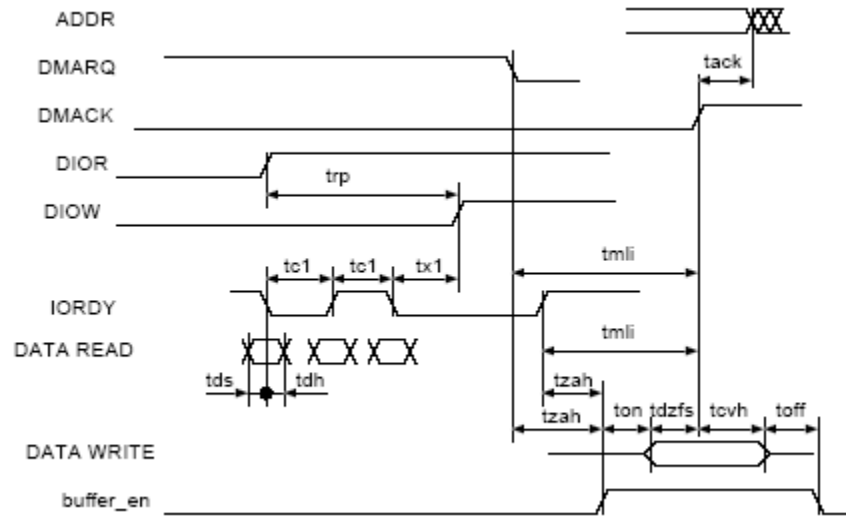 ADDR
DMARQ
tack
DMACK
DIOR
trp
DIOW
tc1 tc1 tx1 tmli
IORDY
tmli
DATA READ
tds tdh tzah
tzah ton tdzfs tcvh toff
DATA WRITE
buffer_en